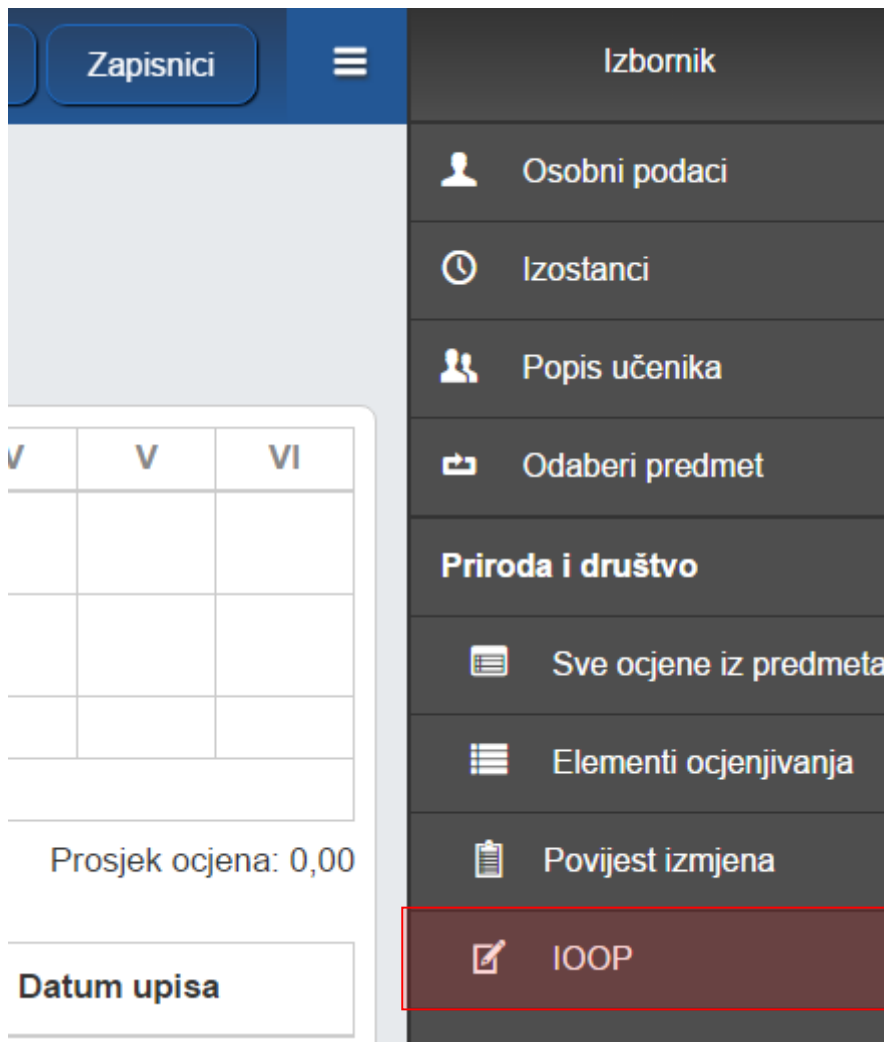 Zapisnici
Izbornik
Osobni podaci
Izostanci
Popis učenika
Odaberi predmet
Priroda i društvo
Sve ocjene iz predmeta
Elementi ocjenjivanja
Povijest izmjena
IOOP
V VI
Prosjek ocjena: 0,00
Datum upisa